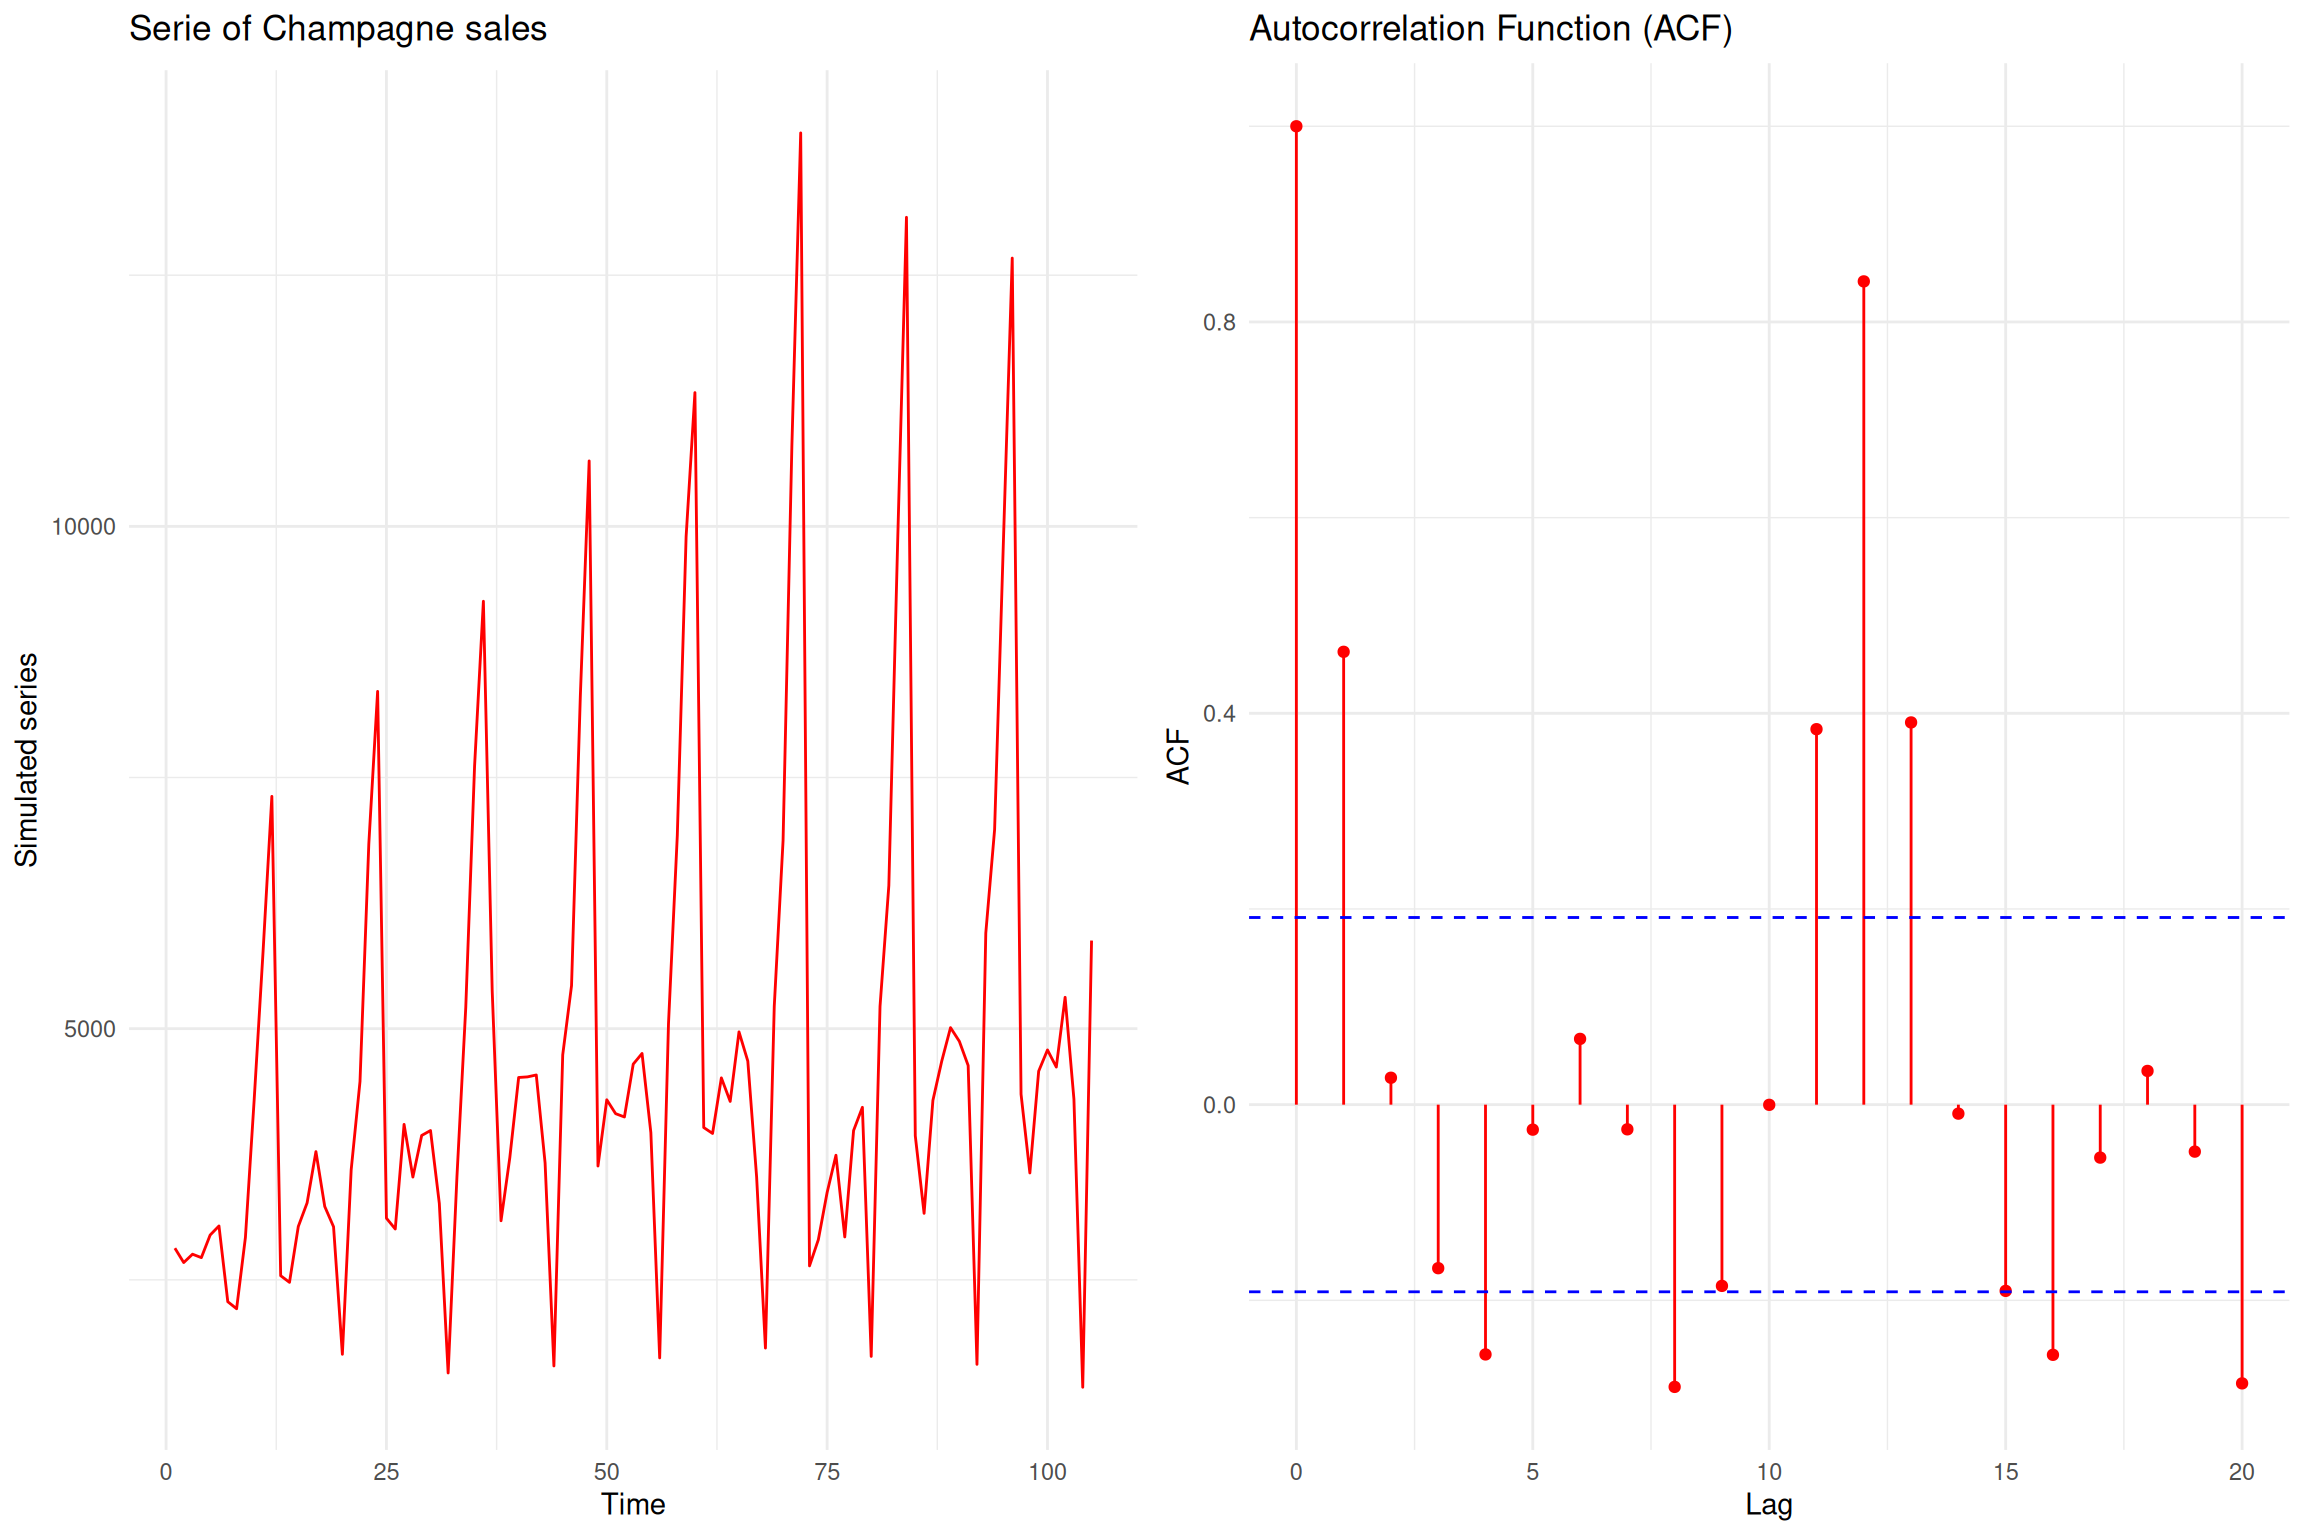 Serie of Champagne sales
Simulated series
10000
5000
0 25 50 75 100
Time
Autocorrelation Function (ACF)
ACF
0.8
0.4
0.0
0 5 10 15 20
Lag